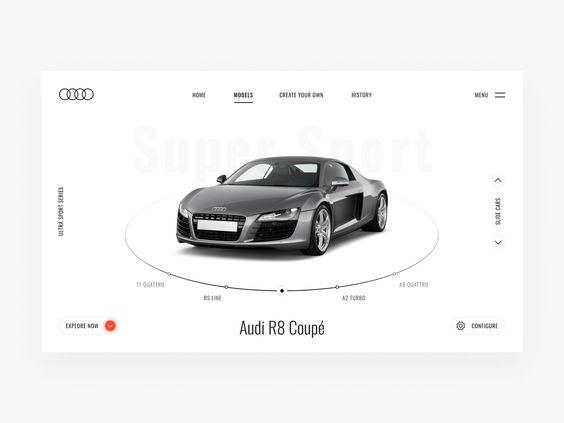 HOME
MODELS
CREATE YOUR OWN
HISTORY
MENU
Super Sport
ULTRA SPORT SERIES
SLIDE CARS
TT QUATTRO
RS LINE
A2 TURBO
A8 QUATTRO
EXPLORE NOW
Audi R8 Coupé
CONFIGURE